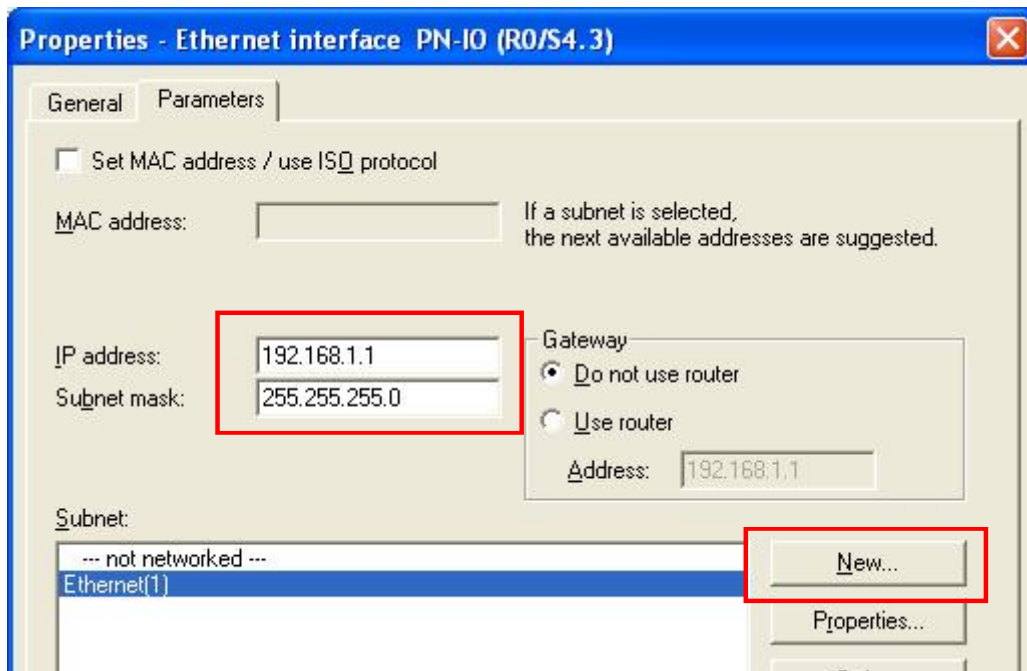 Properties - Ethernet interface PN-IO (R0/S4.3)
General
Parameters
Set MAC address / use ISO protocol
MAC address:
If a subnet is selected,
the next available addresses are suggested.
IP address:
192.168.1.1
Subnet mask:
255.255.255.0
Gateway
Do not use router
Use router
Address:
192.168.1.1
Subnet:
--- not networked ---
Ethernet(1)
New...
Properties...